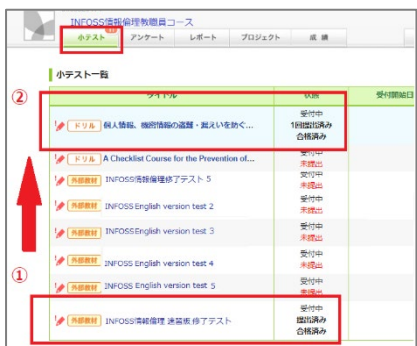 INFOSS情報倫理教職員コース
小テスト アンケート レポート プロジェクト 成績
小テスト一覧
②
タイトル 状態 受付開始日
受付中
ドリル 個人情報、機密情報の盗難・漏えいを防ぐ... 1回提出済み
合格済み
ドリル A Checklist Course for the Prevention of... 受付中
未提出
外部教材 INFOSS情報倫理修了テスト 5 受付中
未提出
外部教材 INFOSS English version test 2 受付中
未提出
外部教材 INFOSS English version test 3 受付中
未提出
外部教材 INFOSS English version test 4 受付中
未提出
①
外部教材 INFOSS English version test 5 受付中
未提出
受付中
外部教材 INFOSS情報倫理 速習版 修了テスト 提出済み
合格済み